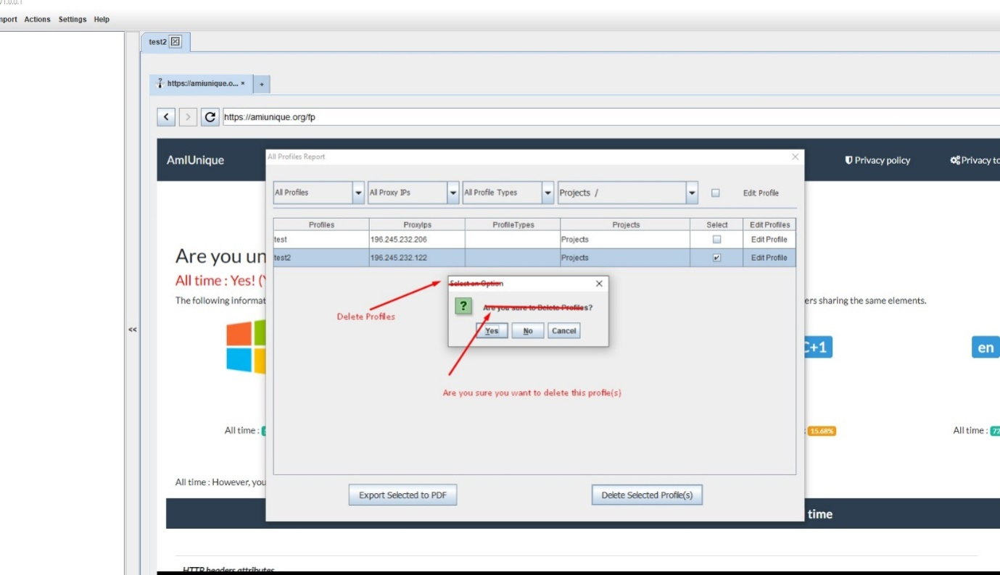 V1.0.0.1
mport Actions Settings Help
test2
https://amiunique.o... × +
https://amiunique.org/fp
AmIUnique
Privacy policy
Privacy to
All Profiles Report
All Profiles
All Proxy IPs
All Profile Types
Projects /
Edit Profile
Profiles ProxyIps ProfileTypes Projects Select Edit Profiles
test 196.245.232.206 Projects Edit Profile
test2 196.245.232.122 Projects Edit Profile
Are you un
All time : Yes! (Y
The following informat
ers sharing the same elements.
Select an Option
Are you sure to Delete Profiles?
Yes No Cancel
Delete Profiles
Are you sure you want to delete this profie(s)
<<
C+1
en
All time :
15.68%
All time : 72
All time : However, you
Export Selected to PDF
Delete Selected Profile(s)
time
HTTP headers attributes